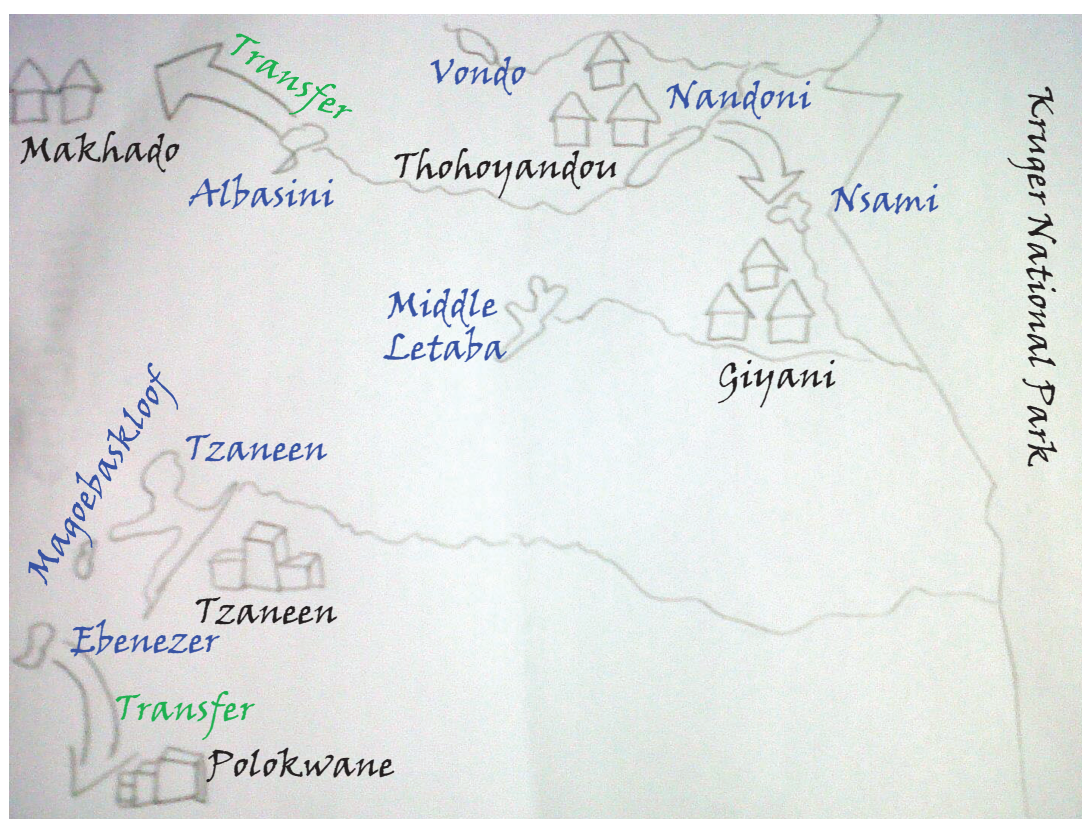 Transfer
Vondo
Nandoni
Makhado
Thohoyandou
Albasini
Nsami
Kruger National Park
Middle
Letaba
Giyani
Magoebaskloof
Tzaneen
Tzaneen
Ebenezer
Transfer
Polokwane